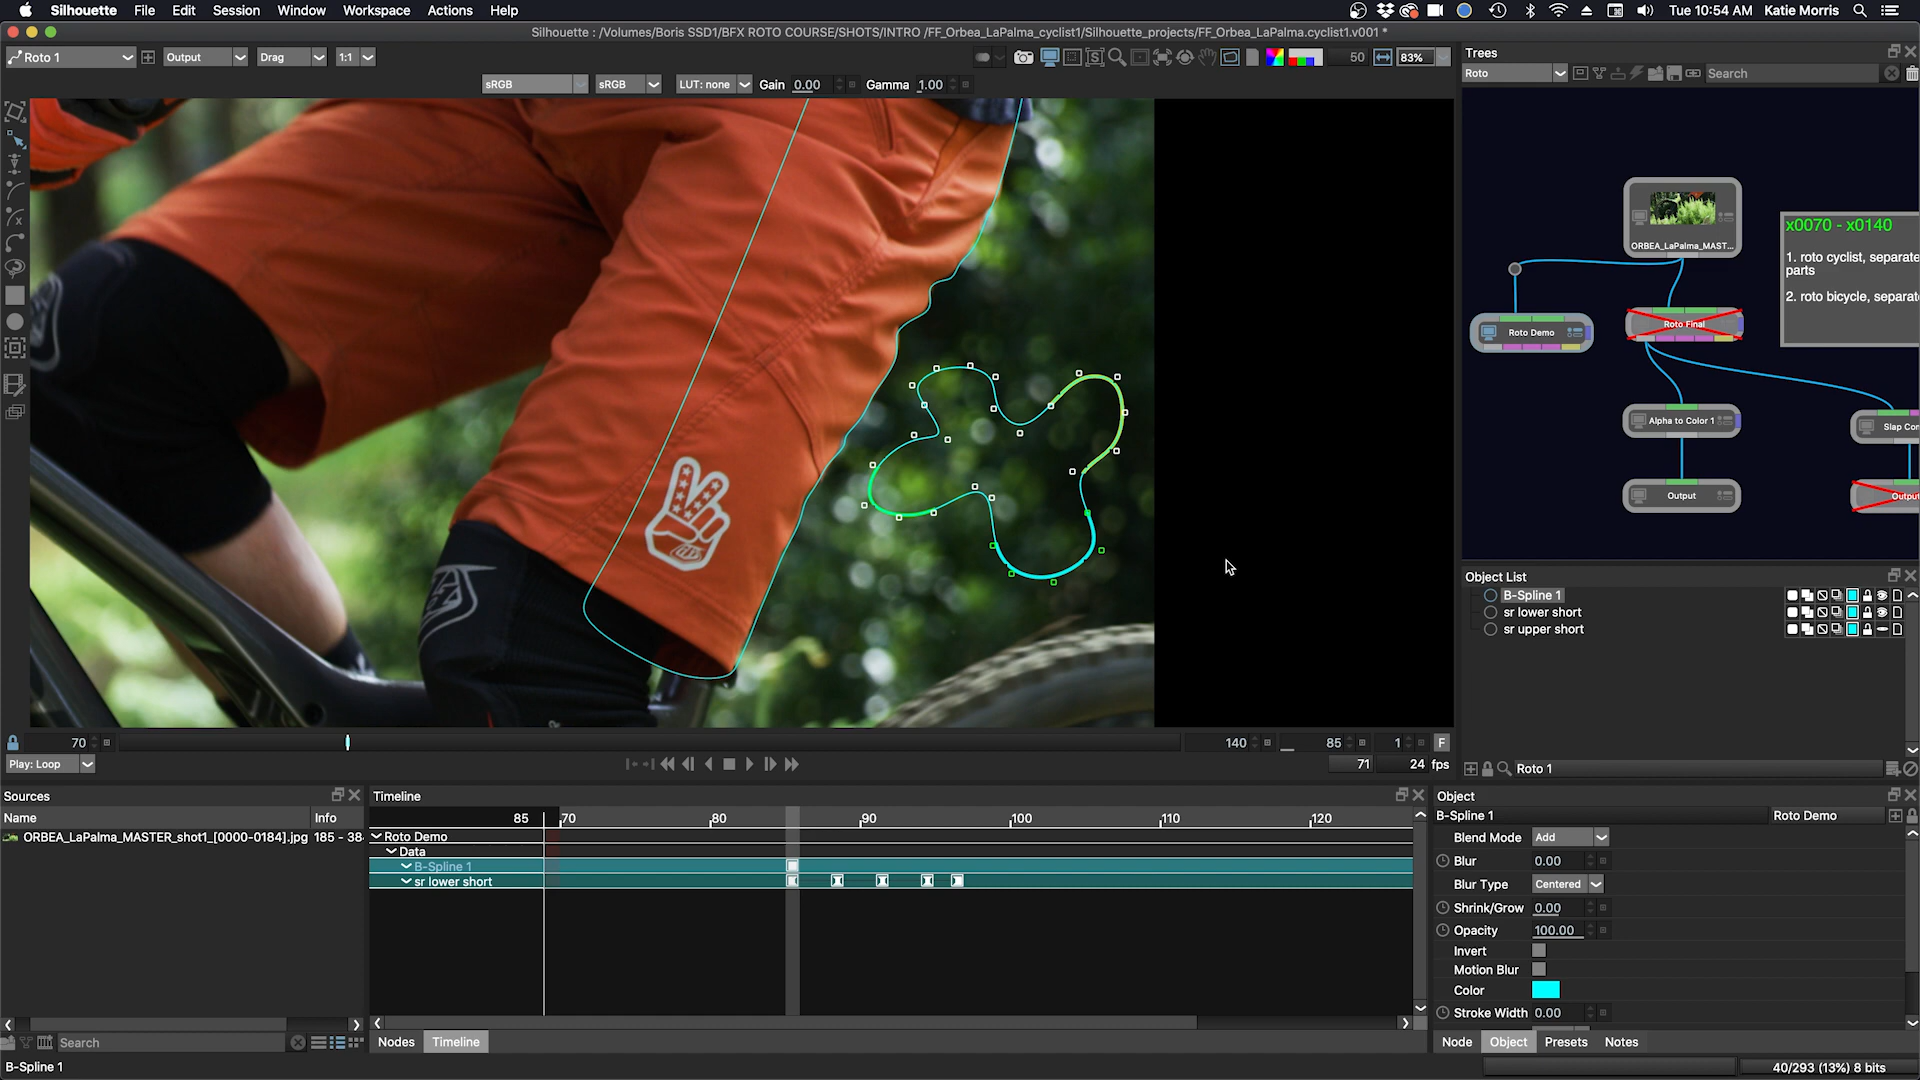 Silhouette File Edit Session Window Workspace Actions Help
Tue 10:54 AM Katie Morris
Silhouette : /Volumes/Boris SSD1/BFX ROTO COURSE/SHOTS/INTRO /FF_Orbea_LaPalma_cyclist1/Silhouette_projects/FF_Orbea_LaPalma.cyclist1.v001 *
Roto 1 Output Drag 1:1 50 83%
sRGB sRGB LUT: none Gain 0.00 Gamma 1.00
Trees
Roto Search
x0070 - x0140
1. roto cyclist, separate
parts
2. roto bicycle, separat
ORBEA_LaPalma_MAST...
Roto Demo
Roto Final
Alpha to Color 1
Slap Cor
Output
Output
Object List
B-Spline 1
sr lower short
sr upper short
Roto 1
70 140 85 1 F
Play: Loop 71 24 fps
Sources
Name Info
ORBEA_LaPalma_MASTER_shot1_[0000-0184].jpg 185 - 38
Search
Timeline
85 70 80 90 100 110 120
Roto Demo
Data
B-Spline 1
sr lower short
Nodes Timeline
Object
B-Spline 1 Roto Demo
Blend Mode Add
Blur 0.00
Blur Type Centered
Shrink/Grow 0.00
Opacity 100.00
Invert
Motion Blur
Color
Stroke Width 0.00
Node Object Presets Notes
B-Spline 1
40/293 (13%) 8 bits